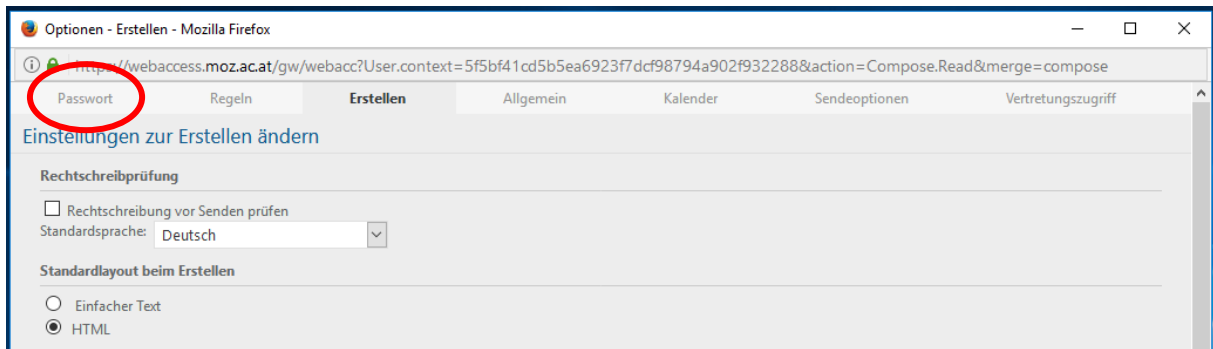 Optionen - Erstellen - Mozilla Firefox
https://webaccess.moz.ac.at/gw/webacc?User.context=5f5bf41cd5b5ea6923f7dcf98794a902f932288&action=Compose.Read&merge=compose
Passwort Regeln Erstellen Allgemein Kalender Sendeoptionen Vertretungszugriff
Einstellungen zur Erstellen ändern
Rechtschreibprüfung
Rechtschreibung vor Senden prüfen
Standardsprache: Deutsch
Standardlayout beim Erstellen
Einfacher Text
HTML